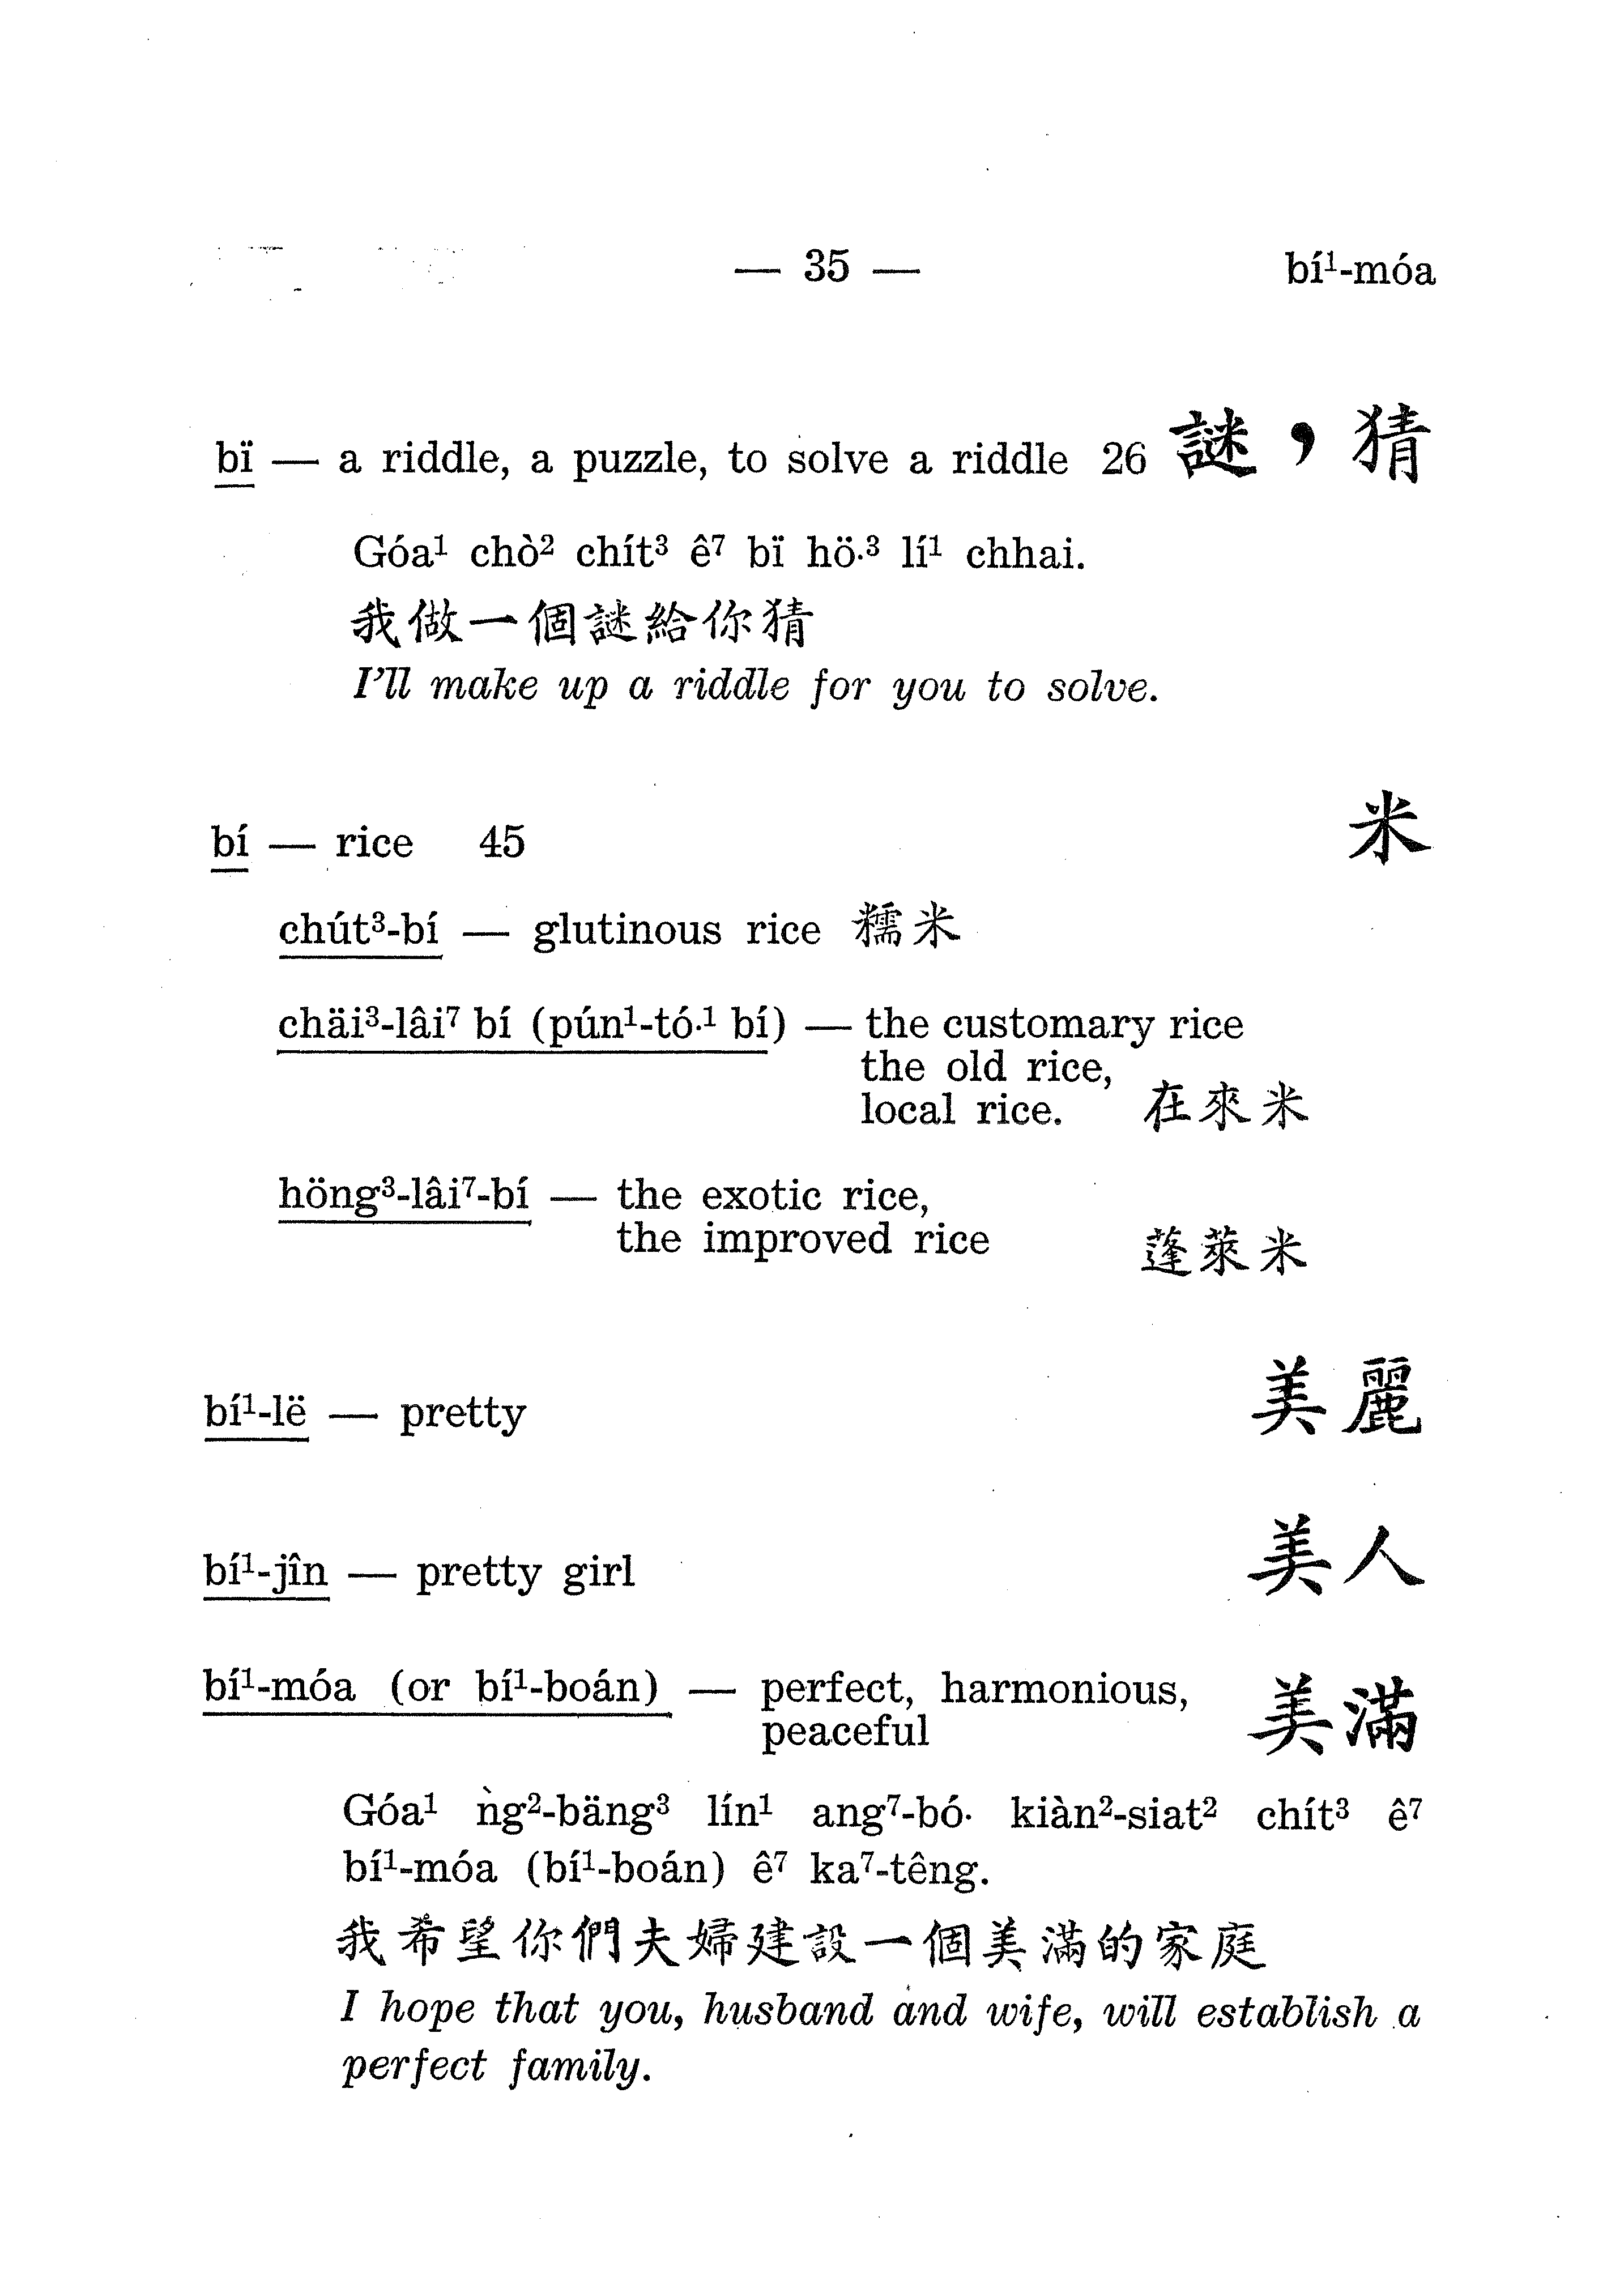 — 35 — bí¹-móa
bï — a riddle, a puzzle, to solve a riddle 26 謎，猜
Góa¹ chò² chít³ ê⁷ bï hö·³ lí¹ chhai.
我做一個謎給你猜
I'll make up a riddle for you to solve.
bí — rice 45 米
chút³-bí — glutinous rice 糯米
chäi³-lâi⁷ bí (pún¹-tó·¹ bí) — the customary rice
the old rice,
local rice. 在來米
höng³-lâi⁷-bí — the exotic rice,
the improved rice 蓬萊米
bí¹-lë — pretty 美麗
bí¹-jîn — pretty girl 美人
bí¹-móa (or bí¹-boán) — perfect, harmonious, 美滿
peaceful
Góa¹ ǹg²-bäng³ lín¹ ang⁷-bó· kiàn²-siat² chít³ ê⁷
bí¹-móa (bí¹-boán) ê⁷ ka⁷-têng.
我希望你們夫婦建設一個美滿的家庭
I hope that you, husband and wife, will establish a
perfect family.